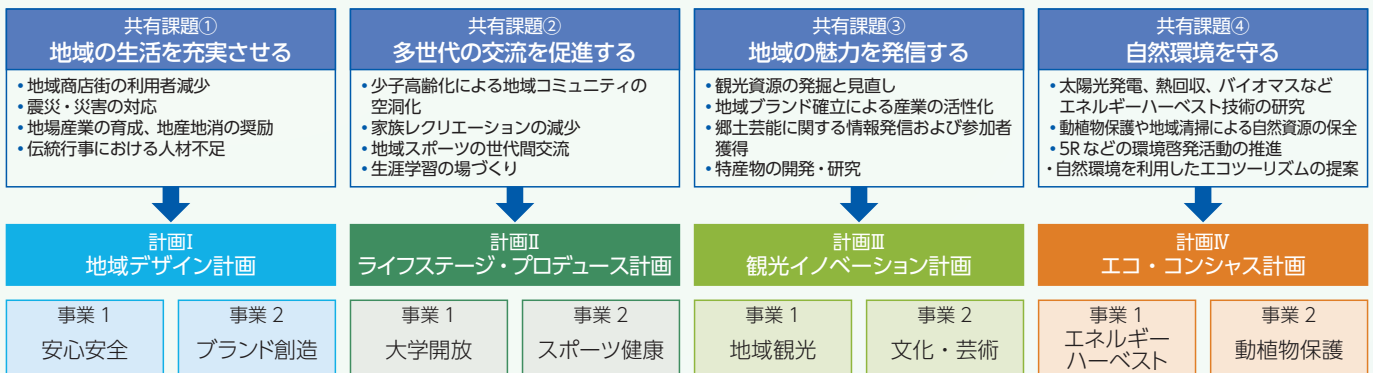 共有課題①
地域の生活を充実させる
• 地域商店街の利用者減少
• 震災・災害の対応
• 地場産業の育成、地産地消の奨励
• 伝統行事における人材不足
共有課題②
多世代の交流を促進する
• 少子高齢化による地域コミュニティの
空洞化
• 家族レクリエーションの減少
• 地域スポーツの世代間交流
• 生涯学習の場づくり
共有課題③
地域の魅力を発信する
• 観光資源の発掘と見直し
• 地域ブランド確立による産業の活性化
• 郷土芸能に関する情報発信および参加者
獲得
• 特産物の開発・研究
共有課題④
自然環境を守る
• 太陽光発電、熱回収、バイオマスなど
エネルギーハーベスト技術の研究
• 動植物保護や地域清掃による自然資源の保全
• 5Rなどの環境啓発活動の推進
・自然環境を利用したエコツーリズムの提案
計画Ⅰ
地域デザイン計画
計画Ⅱ
ライフステージ・プロデュース計画
計画Ⅲ
観光イノベーション計画
計画Ⅳ
エコ・コンシャス計画
事業 1
安心安全
事業 2
ブランド創造
事業 1
大学開放
事業 2
スポーツ健康
事業 1
地域観光
事業 2
文化・芸術
事業 1
エネルギー
ハーベスト
事業 2
動植物保護